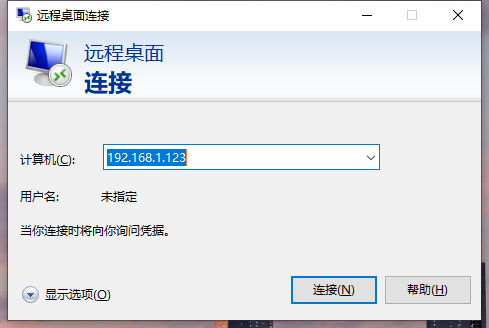 远程桌面连接
远程桌面
连接
计算机(C): 192.168.1.123
用户名: 未指定
当你连接时将向你询问凭据。
显示选项(O) 连接(N) 帮助(H)